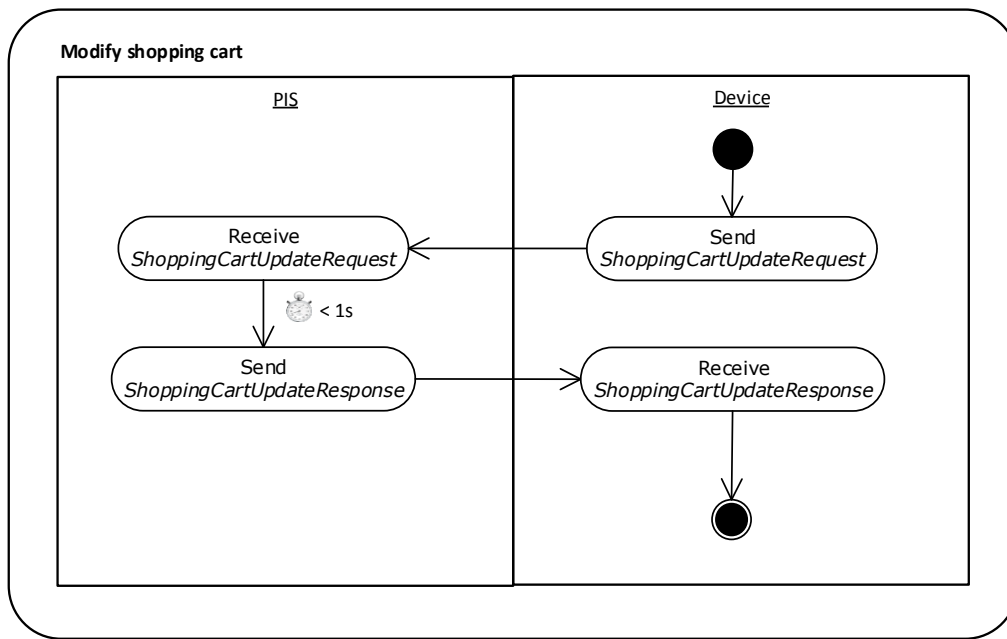 Modify shopping cart
PIS
Device
Receive
ShoppingCartUpdateRequest
Send
ShoppingCartUpdateRequest
< 1s
Send
ShoppingCartUpdateResponse
Receive
ShoppingCartUpdateResponse